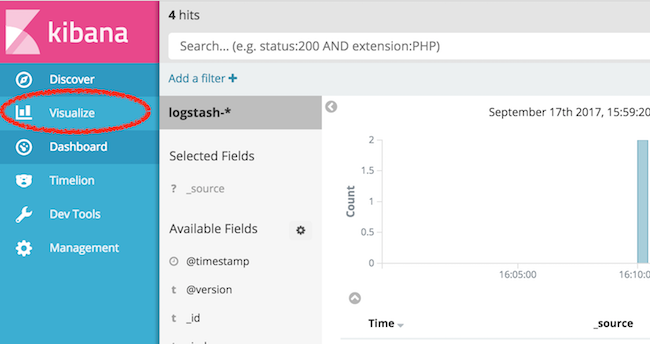 kibana
Discover
Visualize
Dashboard
Timelion
Dev Tools
Management
4 hits
Search... (e.g. status:200 AND extension:PHP)
Add a filter +
logstash-*
Selected Fields
? _source
Available Fields
@timestamp
t @version
t _id
September 17th 2017, 15:59:20
Count
2
1.5
1
0.5
0
16:05:00
16:10:0
Time
_source